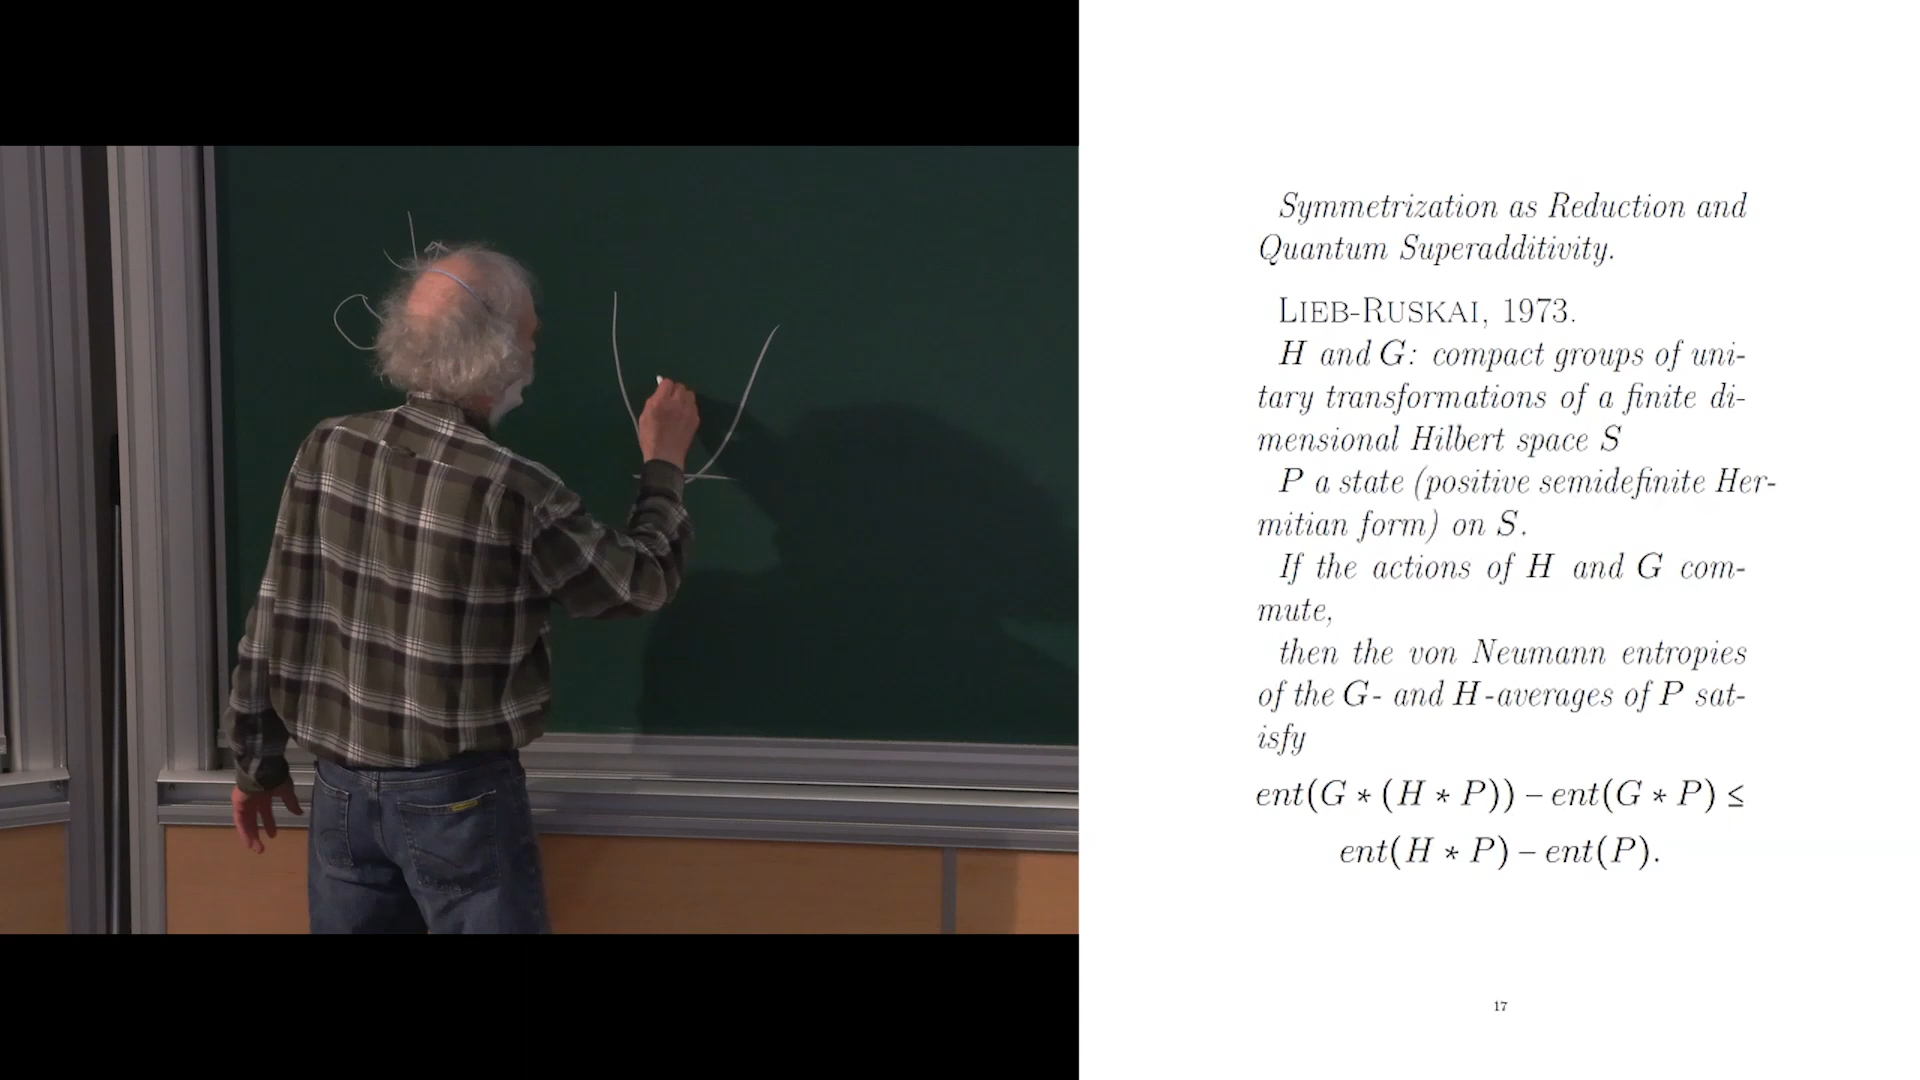 Symmetrization as Reduction and
Quantum Superadditivity.
LIEB-RUSKAI, 1973.
H and G: compact groups of uni-
tary transformations of a finite di-
mensional Hilbert space S
P a state (positive semidefinite Her-
mitian form) on S.
If the actions of H and G com-
mute,
then the von Neumann entropies
of the G- and H-averages of P sat-
isfy
ent(G ⋆ (H ⋆ P)) − ent(G ⋆ P) ≤
ent(H ⋆ P) − ent(P).
17